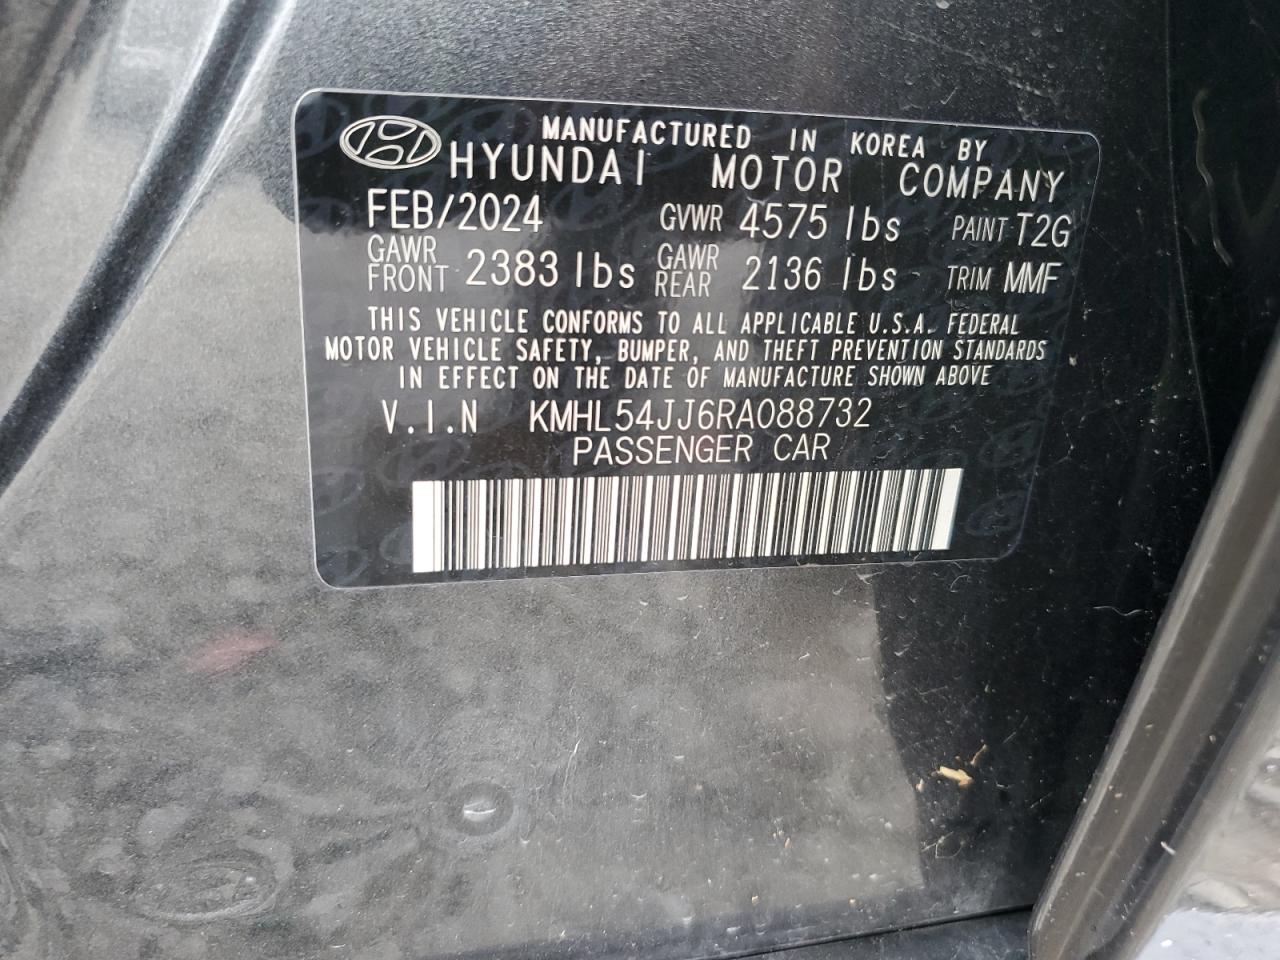 MANUFACTURED IN KOREA BY
HYUNDAI MOTOR COMPANY
FEB/2024 GVWR 4575 lbs PAINT T2G
GAWR FRONT 2383 lbs GAWR REAR 2136 lbs TRIM MMF
THIS VEHICLE CONFORMS TO ALL APPLICABLE U.S.A. FEDERAL
MOTOR VEHICLE SAFETY, BUMPER, AND THEFT PREVENTION STANDARDS
IN EFFECT ON THE DATE OF MANUFACTURE SHOWN ABOVE
V.I.N KMHL54JJ6RA088732
PASSENGER CAR